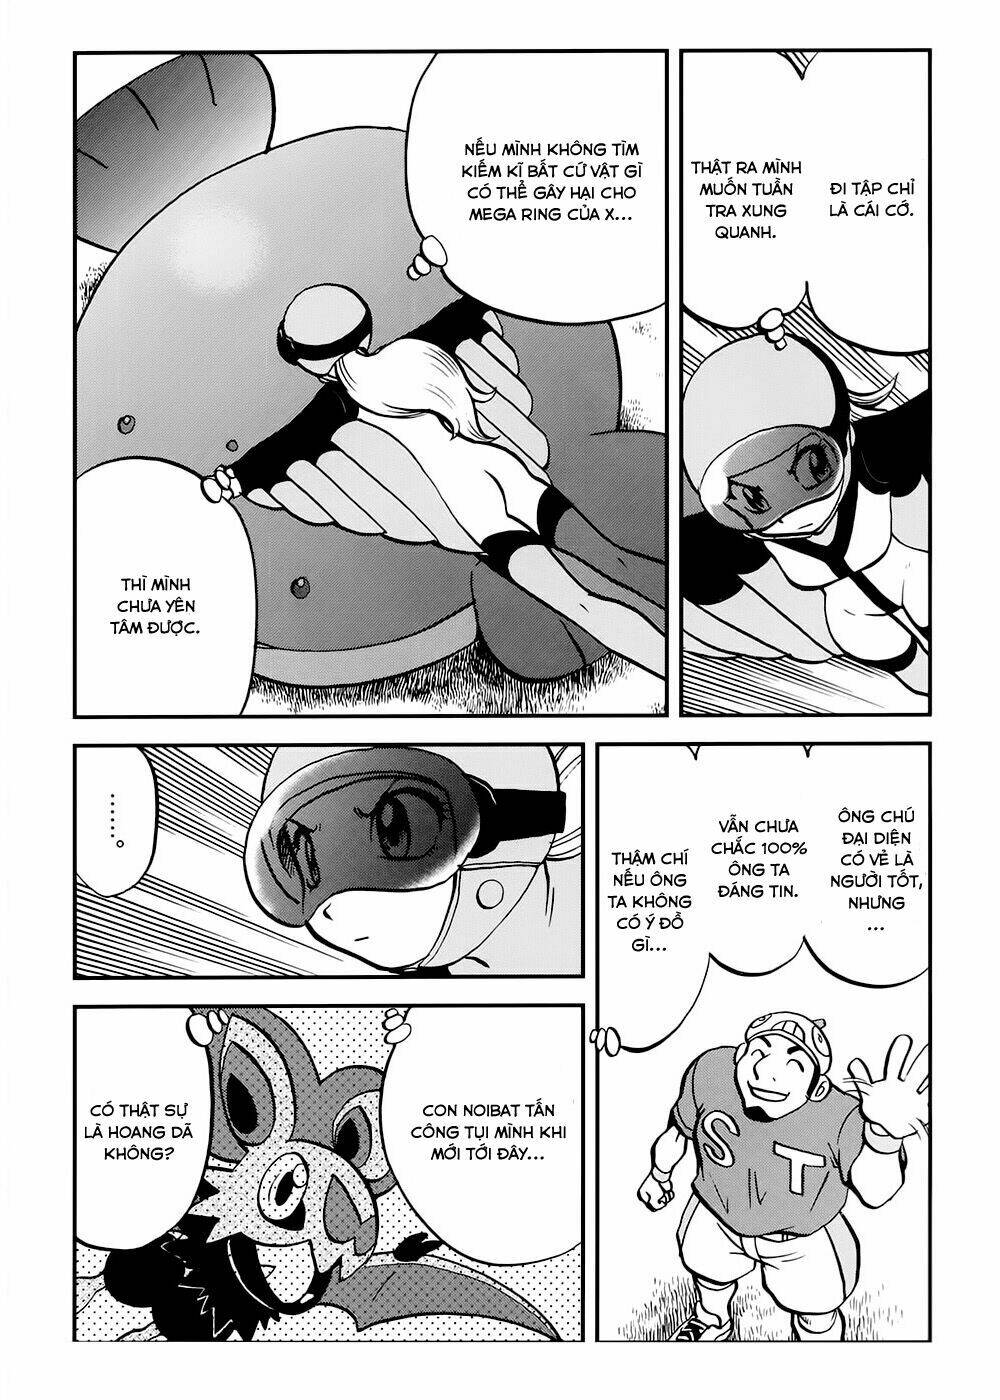 ĐI TẬP CHỈ
LÀ CÁI CỚ.
THẬT RA MÌNH
MUỐN TUẦN
TRA XUNG
QUANH.
NẾU MÌNH KHÔNG TÌM
KIẾM KĨ BẤT CỨ VẬT GÌ
CÓ THỂ GÂY HẠI CHO
MEGA RING CỦA X...
THÌ MÌNH
CHƯA YÊN
TÂM ĐƯỢC.
ÔNG CHÚ
ĐẠI DIỆN
CÓ VẺ LÀ
NGƯỜI TỐT,
NHƯNG
...
VẪN CHƯA
CHẮC 100%
ÔNG TA
ĐÁNG TIN.
THẬM CHÍ
NẾU ÔNG
TA KHÔNG
CÓ Ý ĐỒ
GÌ...
S T
......。
CON NOIBAT TẤN
CÔNG TỤI MÌNH KHI
MỚI TỚI ĐÂY...
CÓ THẬT SỰ
LÀ HOANG DÃ
KHÔNG?